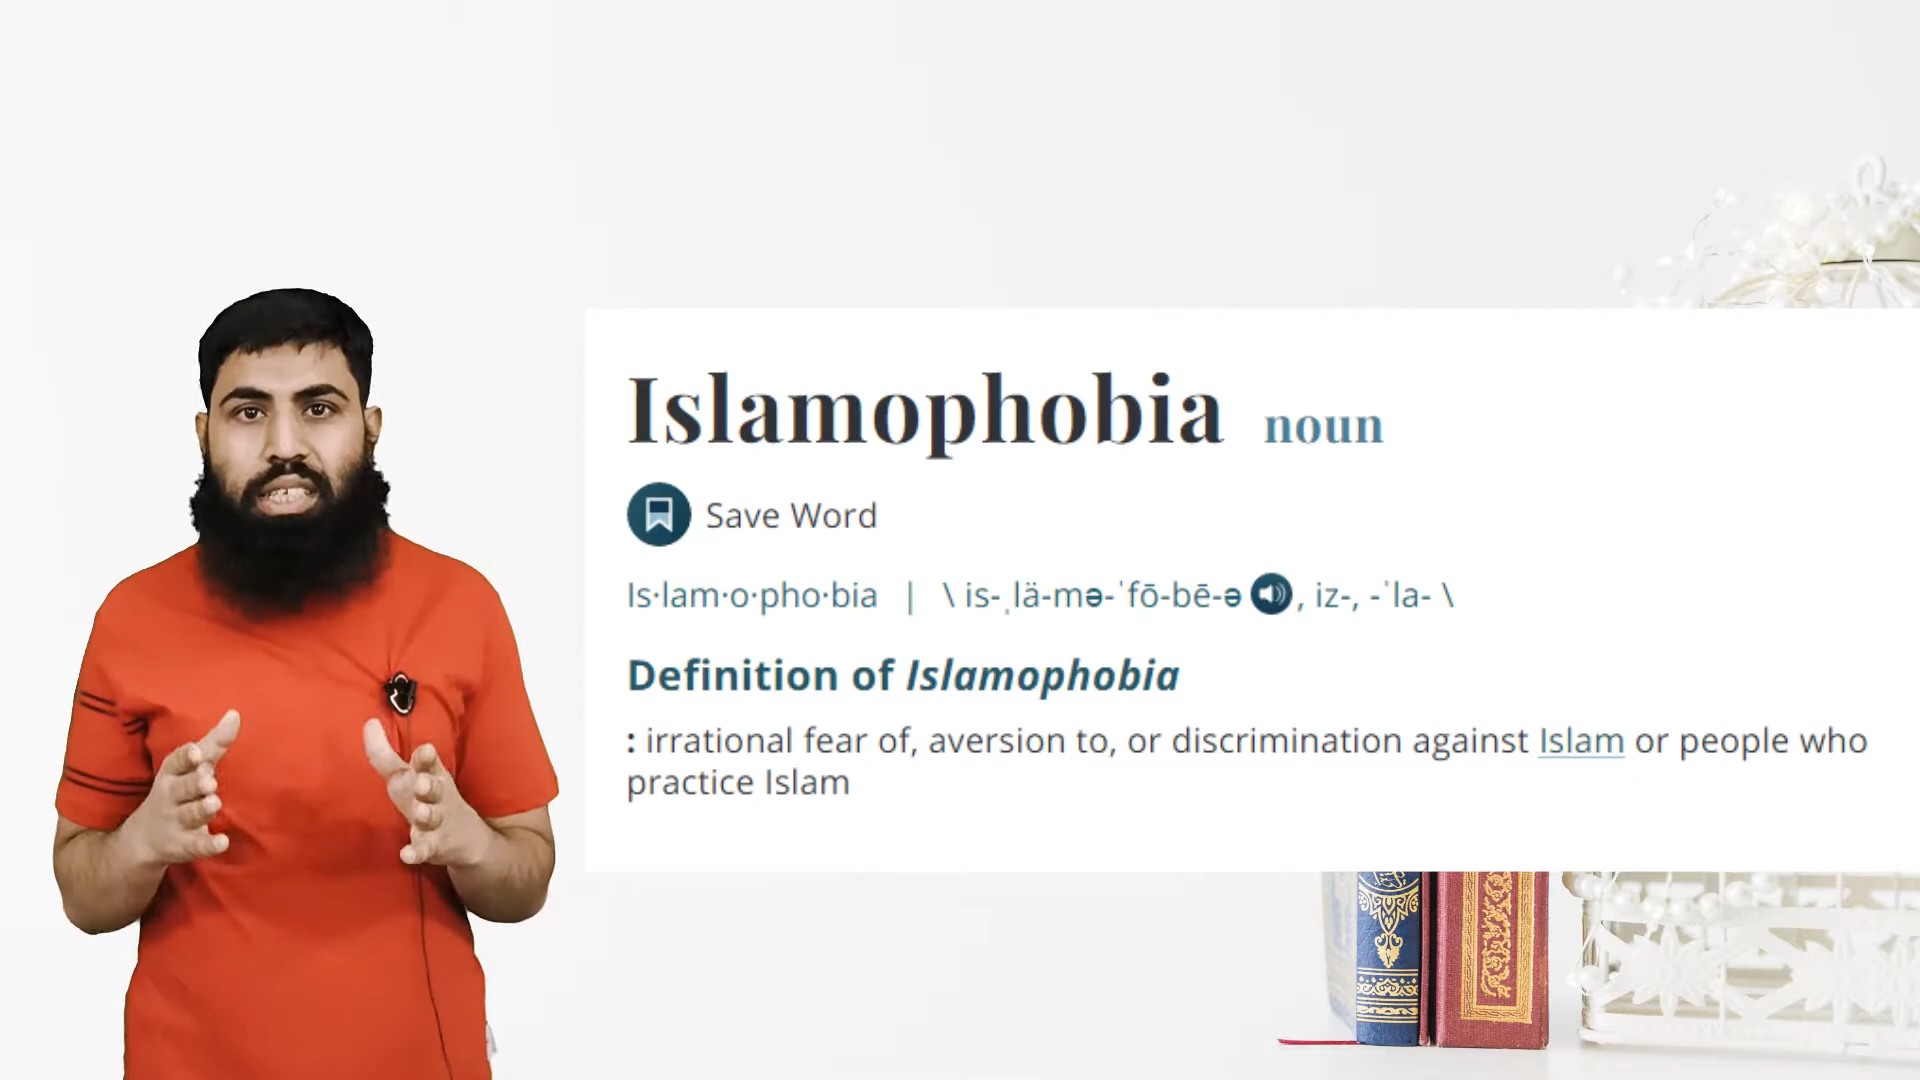 Islamophobia noun
Save Word
Is·lam·o·pho·bia | \ is-ˌlä-mə-ˈfō-bē-ə , iz-, -ˈla- \
Definition of Islamophobia
: irrational fear of, aversion to, or discrimination against Islam or people who
practice Islam